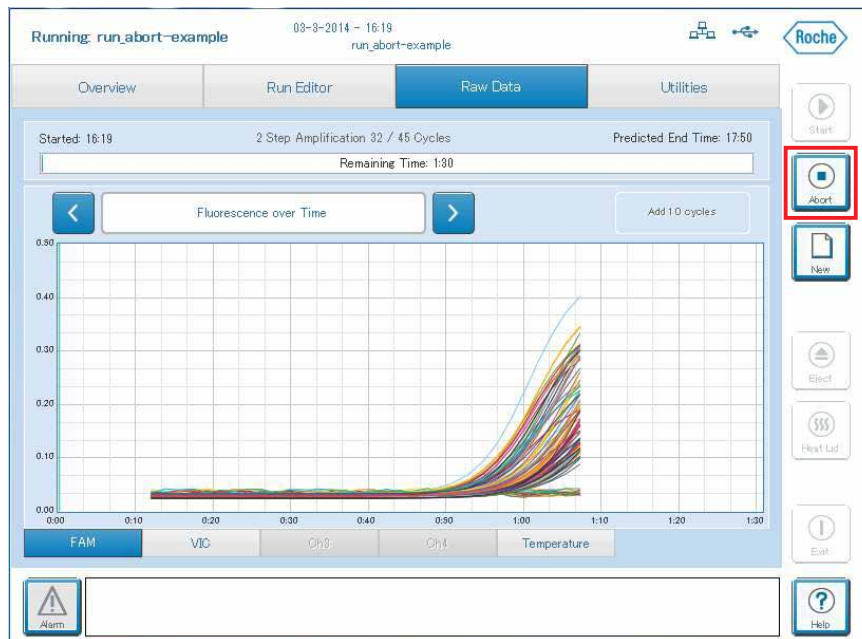 Running: run_abort-example
03-3-2014 - 16:19
run_abort-example
Roche
Overview
Run Editor
Raw Data
Utilities
Start
Started: 16:19
2 Step Amplification 32 / 45 Cycles
Predicted End Time: 17:50
Remaining Time: 1:30
Abort
Fluorescence over Time
Add 10 cycles
New
0.50
0.40
0.30
0.20
0.10
0.00
0:00 0:10 0:20 0:30 0:40 0:50 1:00 1:10 1:20 1:30
Eject
Heat Lid
FAM
VIC
Ch3
Ch4
Temperature
Exit
Alarm
?
Help